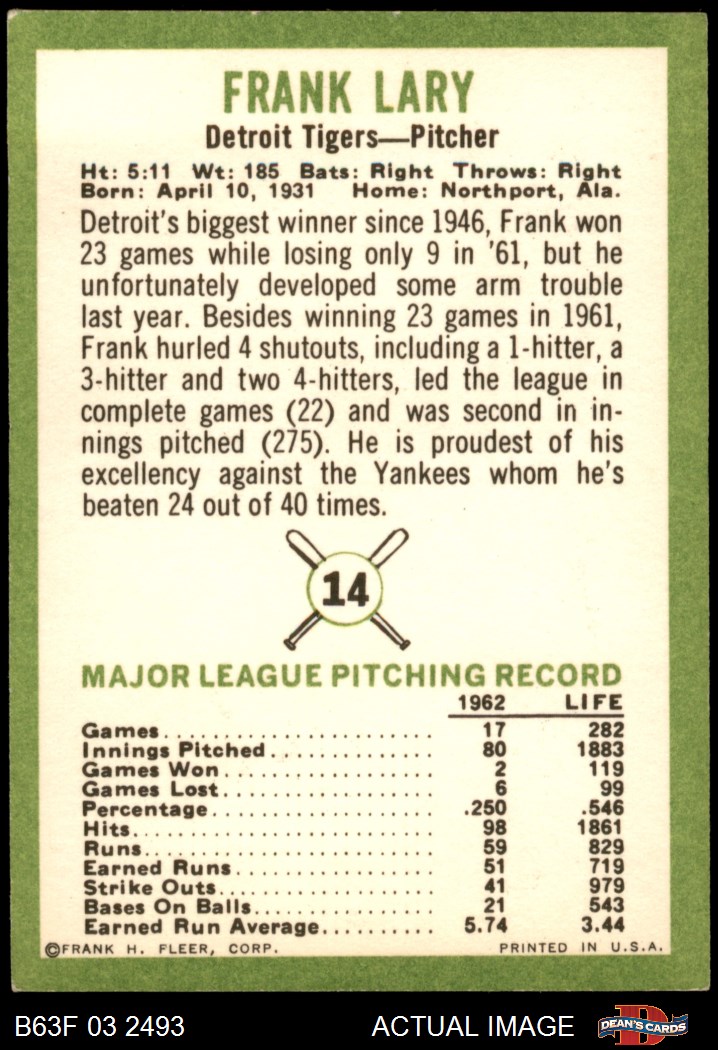 FRANK LARY
Detroit Tigers—Pitcher
Ht: 5:11 Wt: 185 Bats: Right Throws: Right
Born: April 10, 1931 Home: Northport, Ala.
Detroit's biggest winner since 1946, Frank won
23 games while losing only 9 in '61, but he
unfortunately developed some arm trouble
last year. Besides winning 23 games in 1961,
Frank hurled 4 shutouts, including a 1-hitter, a
3-hitter and two 4-hitters, led the league in
complete games (22) and was second in in-
nings pitched (275). He is proudest of his
excellency against the Yankees whom he's
beaten 24 out of 40 times.
14
MAJOR LEAGUE PITCHING RECORD
1962 LIFE
Games........................ 17 282
Innings Pitched............... 80 1883
Games Won................... 2 119
Games Lost................... 6 99
Percentage.................... .250 .546
Hits........................... 98 1861
Runs.......................... 59 829
Earned Runs.................. 51 719
Strike Outs.................... 41 979
Bases On Balls................ 21 543
Earned Run Average.......... 5.74 3.44
©FRANK H. FLEER, CORP. PRINTED IN U.S.A.
B63F 03 2493 ACTUAL IMAGE D DEAN'S CARDS